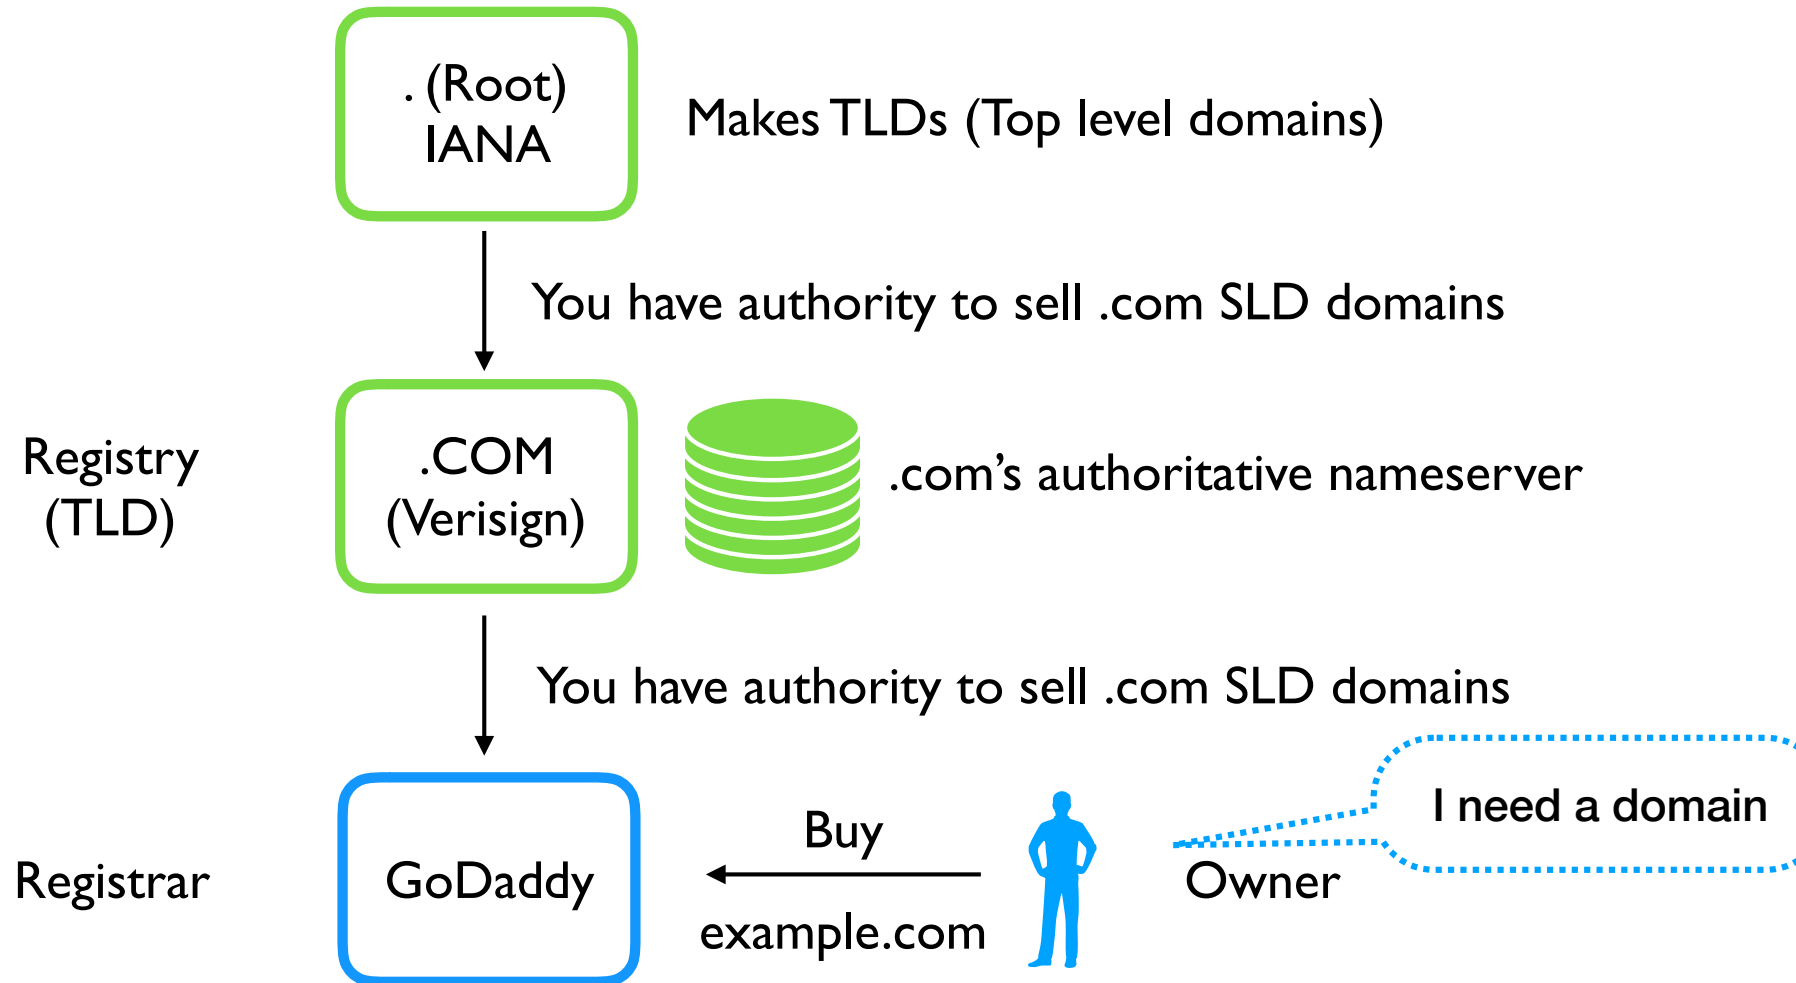 . (Root)
IANA
Makes TLDs (Top level domains)
You have authority to sell .com SLD domains
Registry
(TLD)
.COM
(Verisign)
.com’s authoritative nameserver
You have authority to sell .com SLD domains
I need a domain
Registrar
GoDaddy
Buy
example.com
Owner